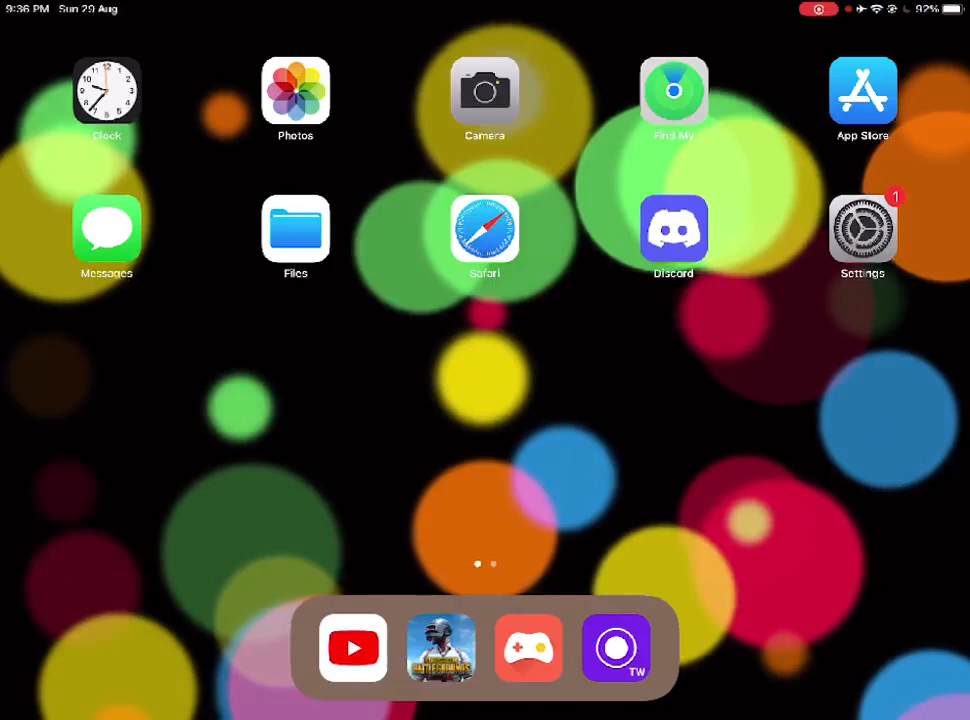 9:36 PM Sun 29 Aug
92%
Clock
Photos
Camera
Find My
App Store
Messages
Files
Safari
Discord
1
Settings
TW